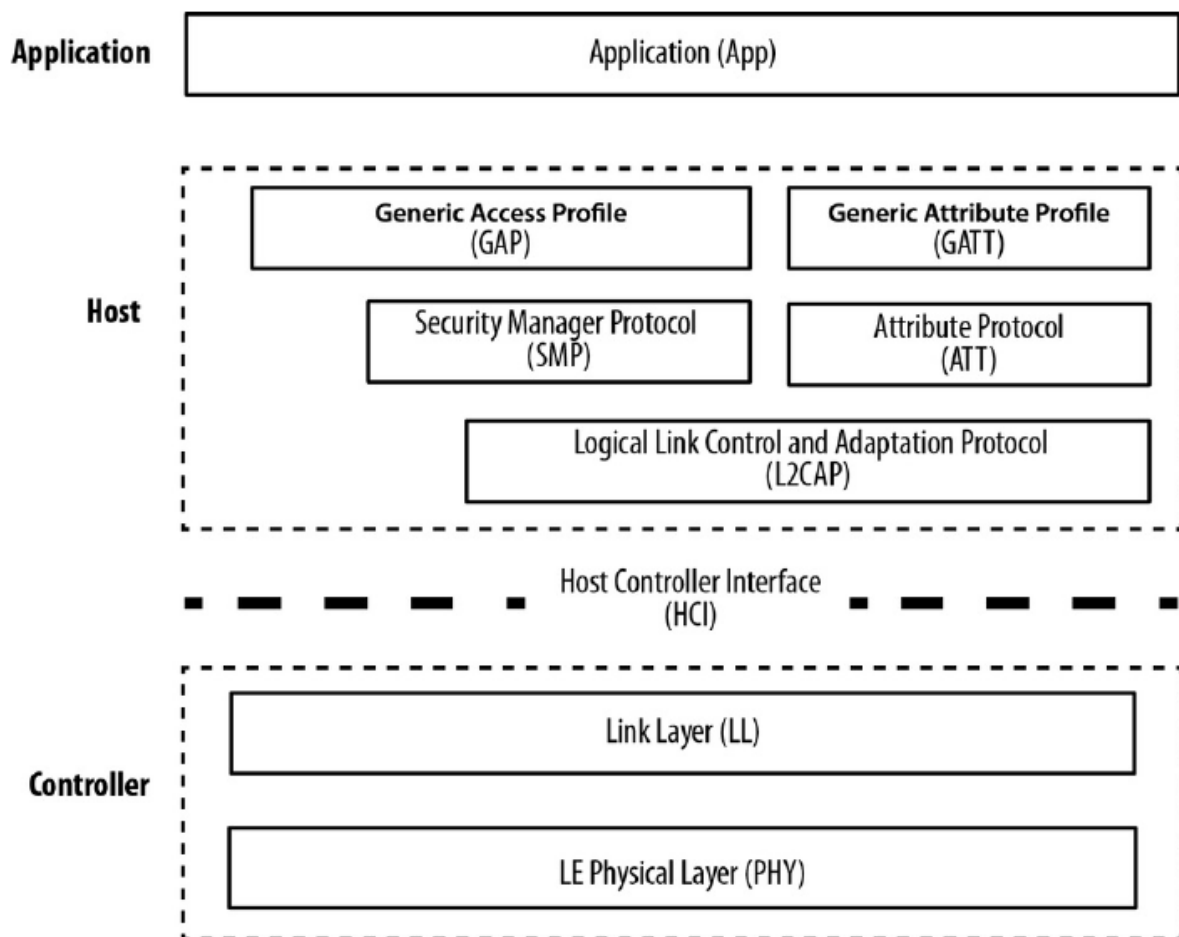 Application
Application (App)
Generic Access Profile
(GAP)
Generic Attribute Profile
(GATT)
Host
Security Manager Protocol
(SMP)
Attribute Protocol
(ATT)
Logical Link Control and Adaptation Protocol
(L2CAP)
Host Controller Interface
(HCI)
Link Layer (LL)
Controller
LE Physical Layer (PHY)